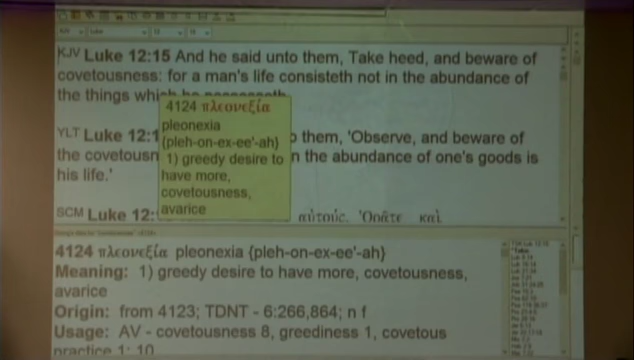 KJV Luke 12:15 And he said unto them, Take heed, and beware of
covetousness: for a man's life consisteth not in the abundance of
the things which he possesseth
4124 πλεονεξία
pleonexia
{pleh-on-ex-ee'-ah}
1) greedy desire to
have more,
covetousness,
avarice
YLT Luke 12:1 them, 'Observe, and beware of
the covetousn n the abundance of one's goods is
his life.'
SCM Luke 12: αὐτούς, Ὁρᾶτε καὶ
4124 πλεονεξία pleonexia {pleh-on-ex-ee'-ah}
Meaning: 1) greedy desire to have more, covetousness,
avarice
Origin: from 4123; TDNT - 6:266,864; n f
Usage: AV - covetousness 8, greediness 1, covetous
practice 1; 10